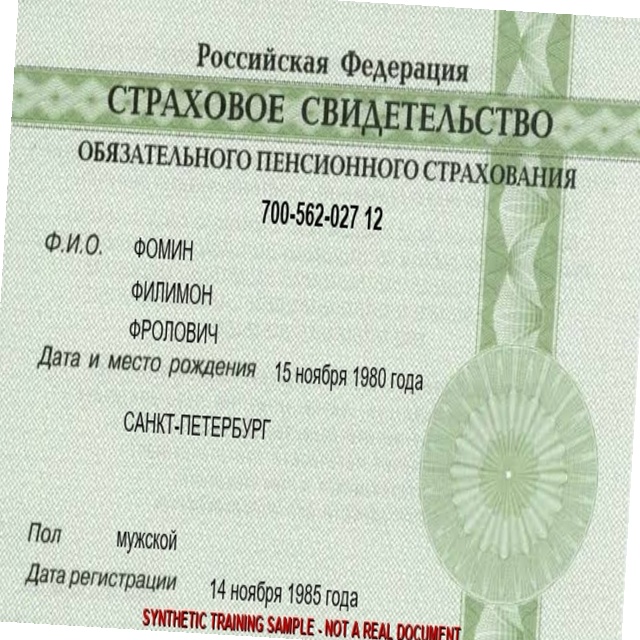 Российская Федерация
СТРАХОВОЕ СВИДЕТЕЛЬСТВО
ОБЯЗАТЕЛЬНОГО ПЕНСИОННОГО СТРАХОВАНИЯ
700-562-027 12
Ф.И.О. ФОМИН
ФИЛИМОН
ФРОЛОВИЧ
Дата и место рождения 15 ноября 1980 года
САНКТ-ПЕТЕРБУРГ
Пол мужской
Дата регистрации 14 ноября 1985 года
SYNTHETIC TRAINING SAMPLE - NOT A REAL DOCUMENT